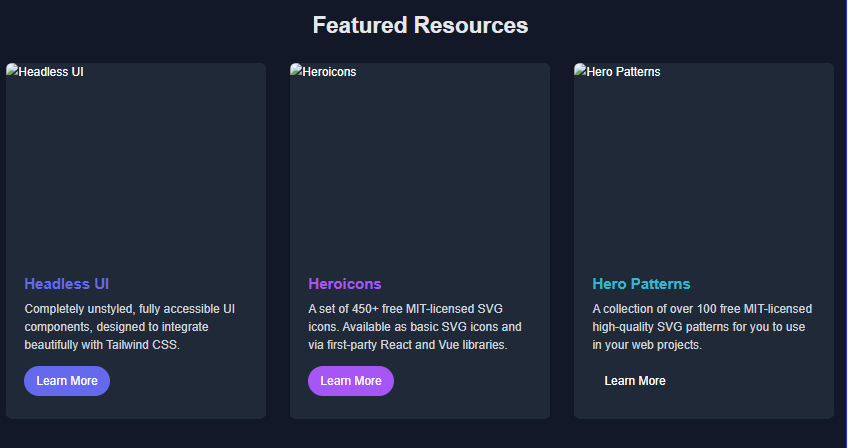 Featured Resources
Headless UI
Heroicons
Hero Patterns
Headless UI
Completely unstyled, fully accessible UI
components, designed to integrate
beautifully with Tailwind CSS.
Learn More
Heroicons
A set of 450+ free MIT-licensed SVG
icons. Available as basic SVG icons and
via first-party React and Vue libraries.
Learn More
Hero Patterns
A collection of over 100 free MIT-licensed
high-quality SVG patterns for you to use
in your web projects.
Learn More